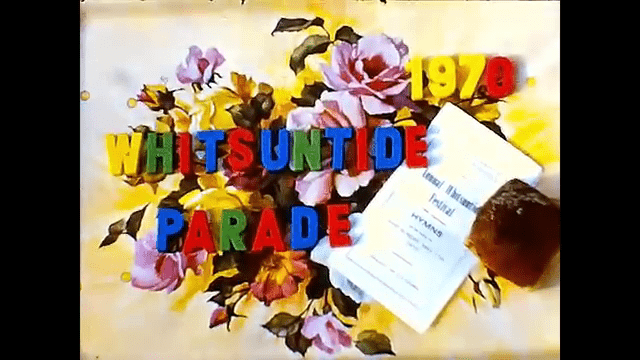 1970
WHITSUNTIDE
PARADE
Annual Whitsuntide
Festival
HYMNS